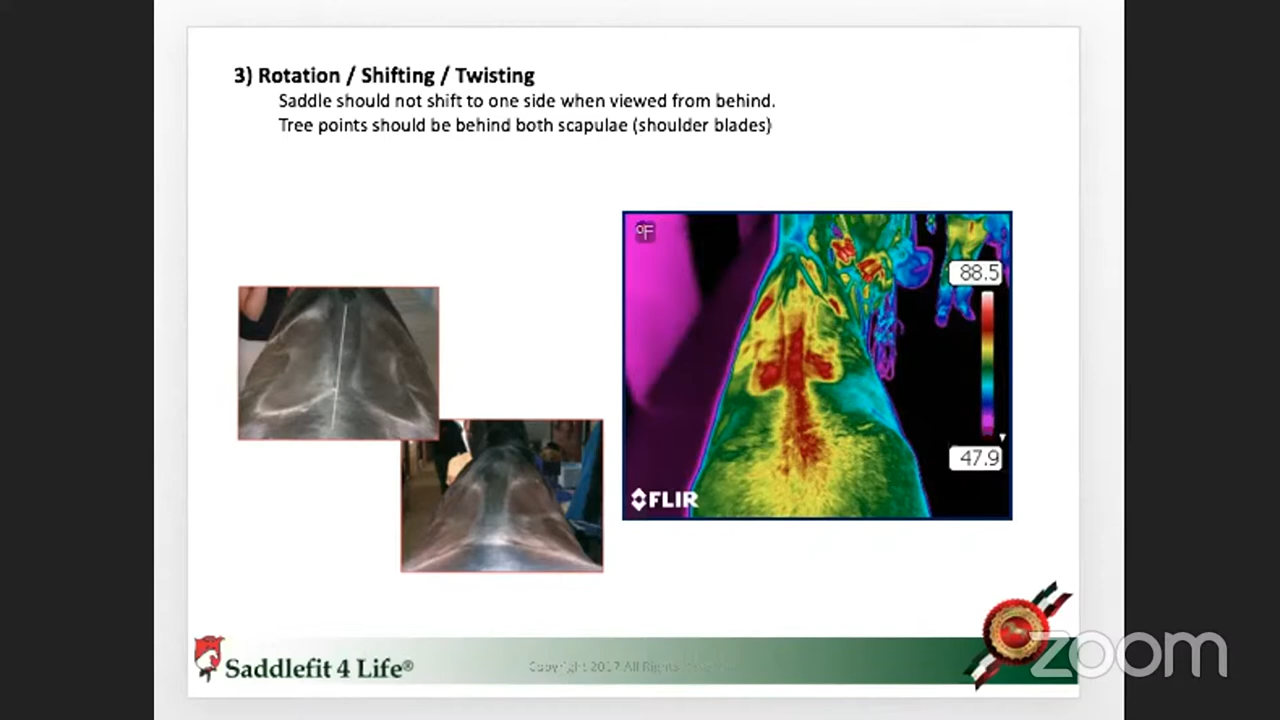 3) Rotation / Shifting / Twisting
Saddle should not shift to one side when viewed from behind.
Tree points should be behind both scapulae (shoulder blades)
°F
88.5
47.9
FLIR
Saddlefit 4 Life®
Copyright 2017 All Rights
zoom